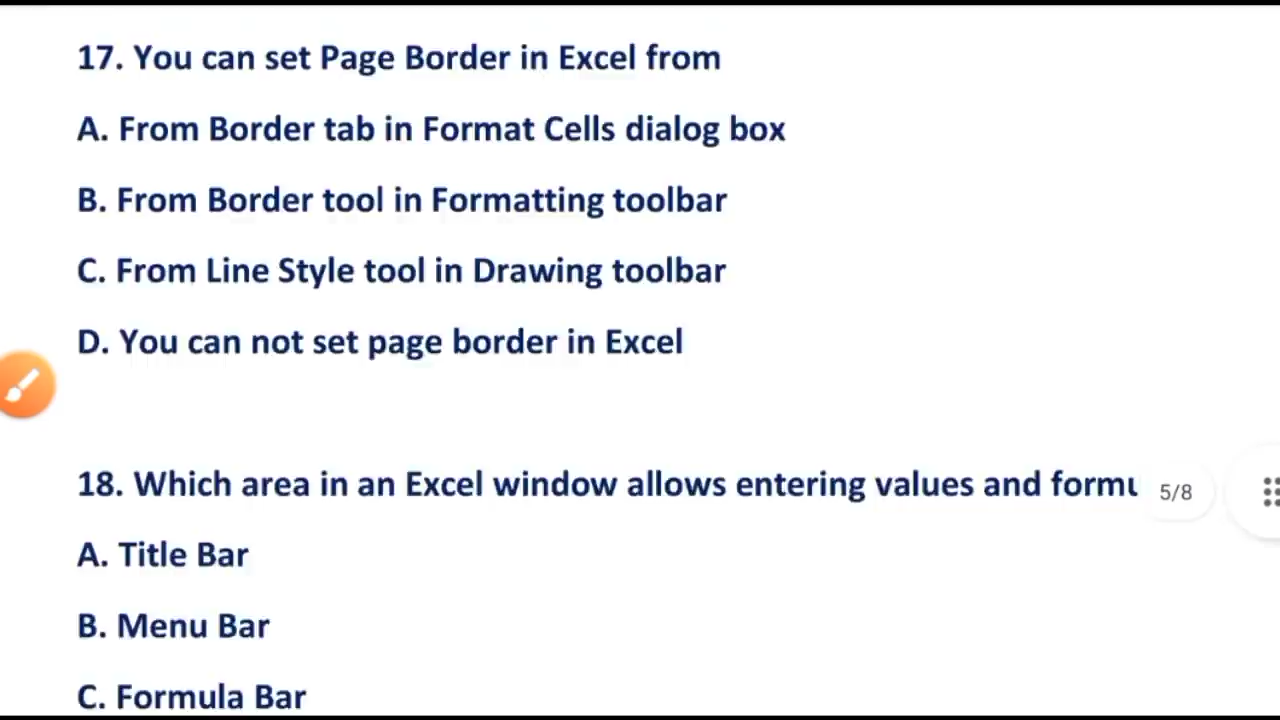 17. You can set Page Border in Excel from
A. From Border tab in Format Cells dialog box
B. From Border tool in Formatting toolbar
C. From Line Style tool in Drawing toolbar
D. You can not set page border in Excel
18. Which area in an Excel window allows entering values and formu
5/8
A. Title Bar
B. Menu Bar
C. Formula Bar